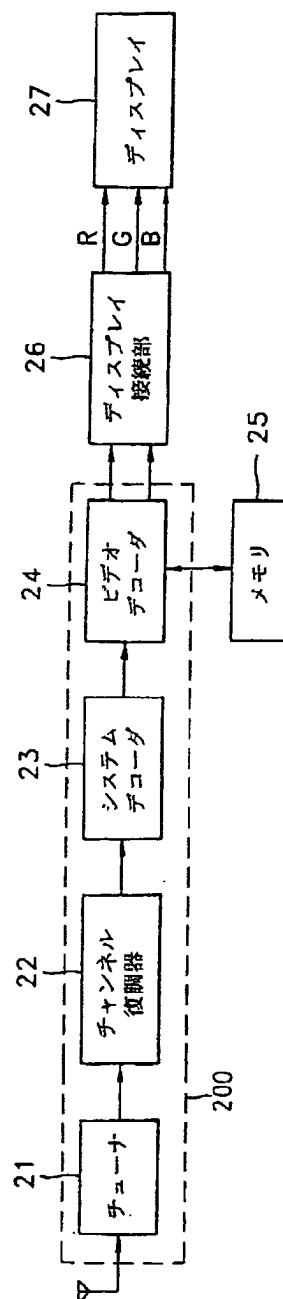 21
チューナ
22
チャンネル
復調器
23
システム
デコーダ
24
ビデオ
デコーダ
25
メモリ
26
ディスプレイ
接続部
R
G
B
27
ディスプレイ
200